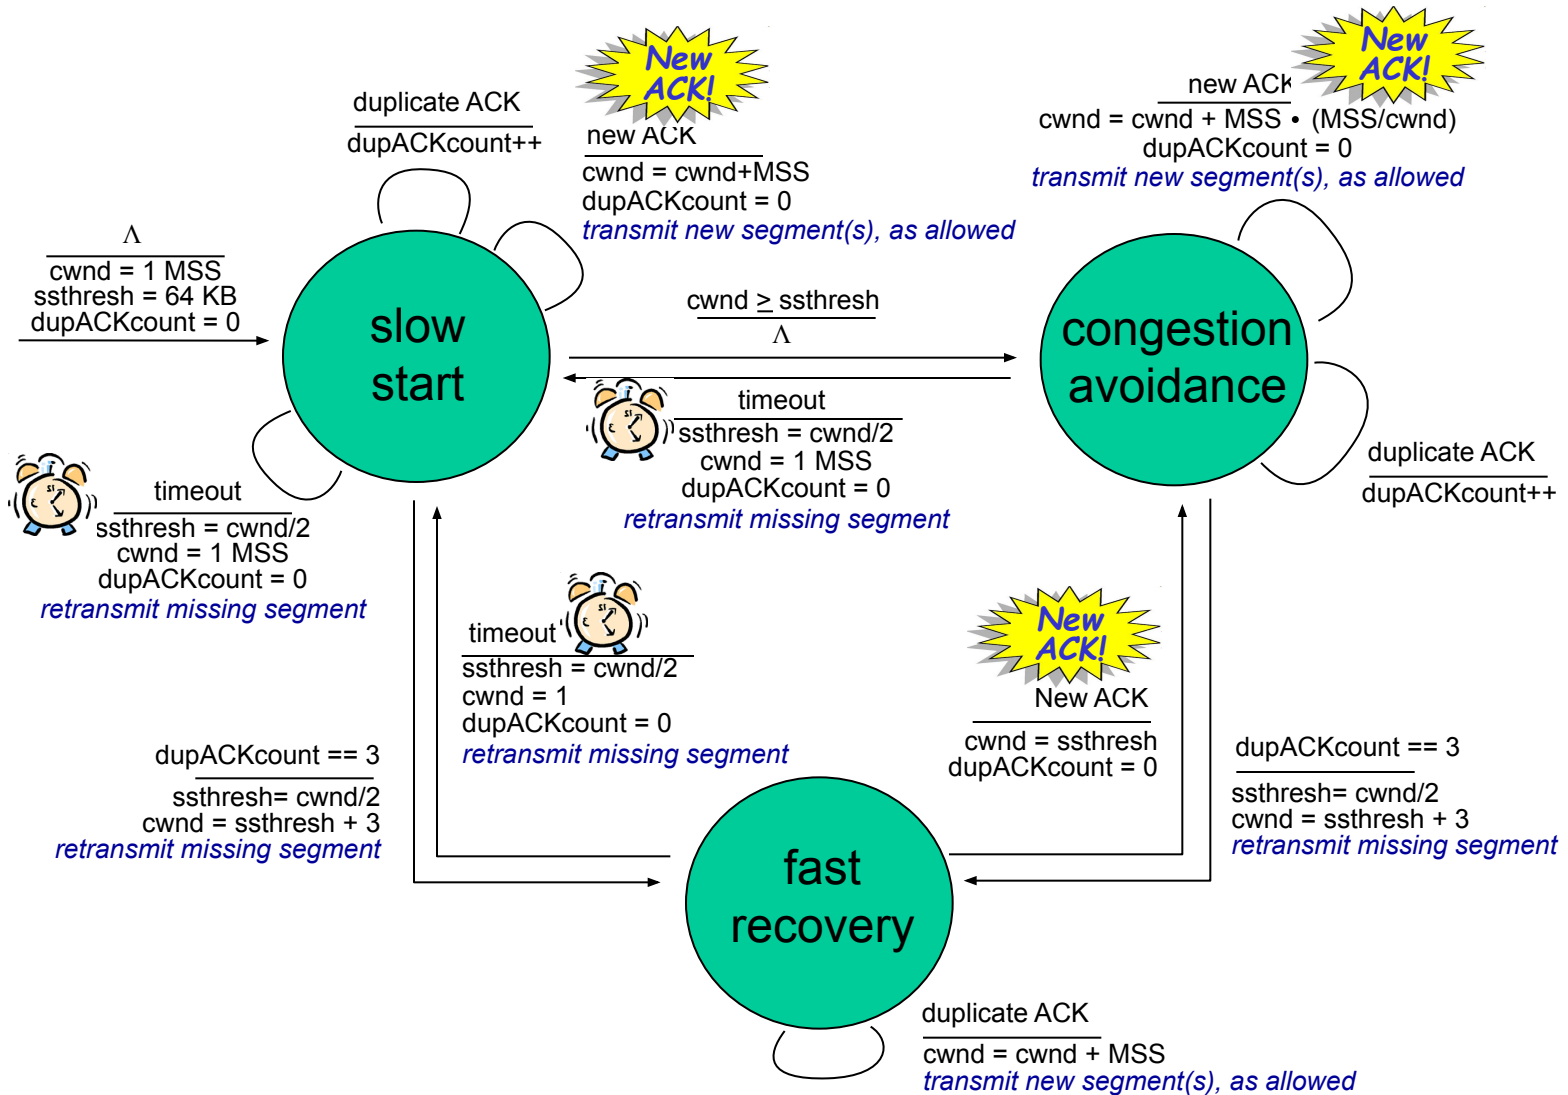 New
ACK!
duplicate ACK
dupACKcount++
new ACK
cwnd = cwnd+MSS
dupACKcount = 0
transmit new segment(s), as allowed
New
ACK!
new ACK
cwnd = cwnd + MSS • (MSS/cwnd)
dupACKcount = 0
transmit new segment(s), as allowed
Λ
cwnd = 1 MSS
ssthresh = 64 KB
dupACKcount = 0
slow
start
cwnd ≥ ssthresh
Λ
congestion
avoidance
timeout
ssthresh = cwnd/2
cwnd = 1 MSS
dupACKcount = 0
retransmit missing segment
duplicate ACK
dupACKcount++
timeout
ssthresh = cwnd/2
cwnd = 1 MSS
dupACKcount = 0
retransmit missing segment
timeout
ssthresh = cwnd/2
cwnd = 1
dupACKcount = 0
retransmit missing segment
New
ACK!
New ACK
cwnd = ssthresh
dupACKcount = 0
dupACKcount == 3
ssthresh= cwnd/2
cwnd = ssthresh + 3
retransmit missing segment
dupACKcount == 3
ssthresh= cwnd/2
cwnd = ssthresh + 3
retransmit missing segment
fast
recovery
duplicate ACK
cwnd = cwnd + MSS
transmit new segment(s), as allowed